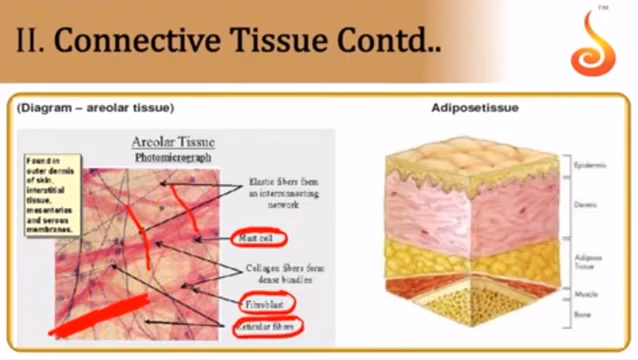 II. Connective Tissue Contd..
TM
(Diagram – areolar tissue)
Areolar Tissue
Photomicrograph
Found in
outer dermis
of skin,
interstitial
tissue,
mesenteries
and serous
membranes.
Elastic fibers form
an interconnecting
network
Mast cell
Collagen fibers form
dense bundles
Fibroblast
Reticular fibers
Adiposetissue
Epidermis
Dermis
Adipose
Tissue
Muscle
Bone